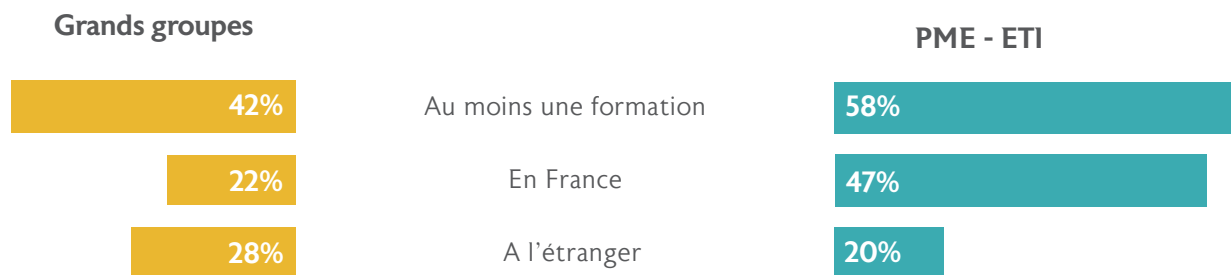 Grands groupes
PME - ETI
42% Au moins une formation 58%
22% En France 47%
28% A l’étranger 20%